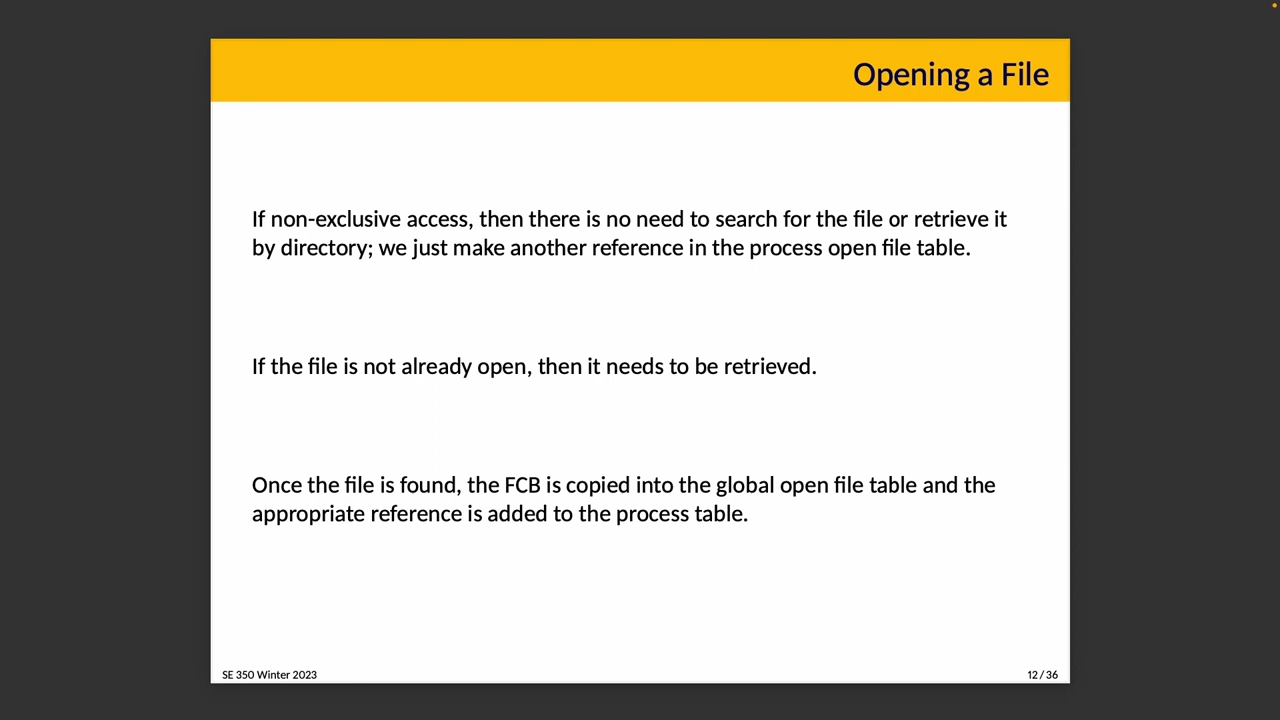 Opening a File
If non-exclusive access, then there is no need to search for the file or retrieve it
by directory; we just make another reference in the process open file table.
If the file is not already open, then it needs to be retrieved.
Once the file is found, the FCB is copied into the global open file table and the
appropriate reference is added to the process table.
SE 350 Winter 2023
12 / 36